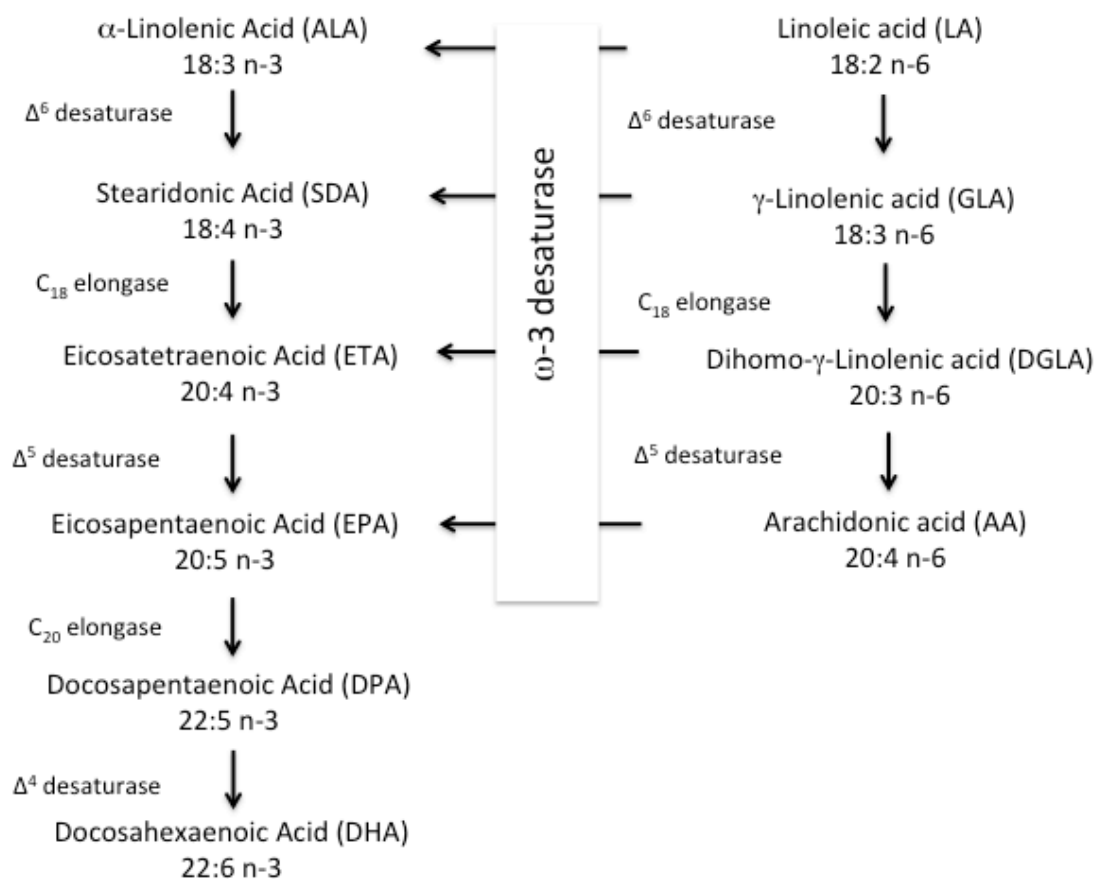 α-Linolenic Acid (ALA)
18:3 n-3
Δ⁶ desaturase
Stearidonic Acid (SDA)
18:4 n-3
C₁₈ elongase
Eicosatetraenoic Acid (ETA)
20:4 n-3
Δ⁵ desaturase
Eicosapentaenoic Acid (EPA)
20:5 n-3
C₂₀ elongase
Docosapentaenoic Acid (DPA)
22:5 n-3
Δ⁴ desaturase
Docosahexaenoic Acid (DHA)
22:6 n-3
ω-3 desaturase
Linoleic acid (LA)
18:2 n-6
Δ⁶ desaturase
γ-Linolenic acid (GLA)
18:3 n-6
C₁₈ elongase
Dihomo-γ-Linolenic acid (DGLA)
20:3 n-6
Δ⁵ desaturase
Arachidonic acid (AA)
20:4 n-6